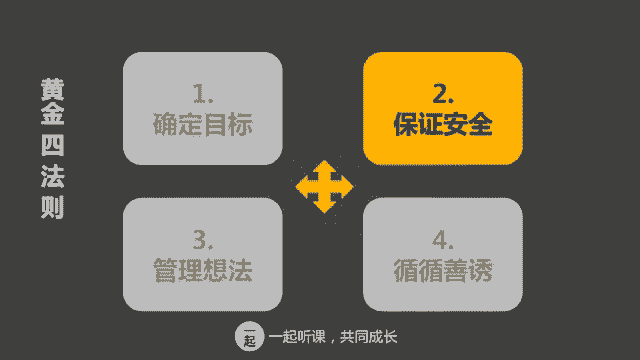 黄金四法则
1.
确定目标
2.
保证安全
3.
管理想法
4.
循循善诱
一起
一起听课，共同成长